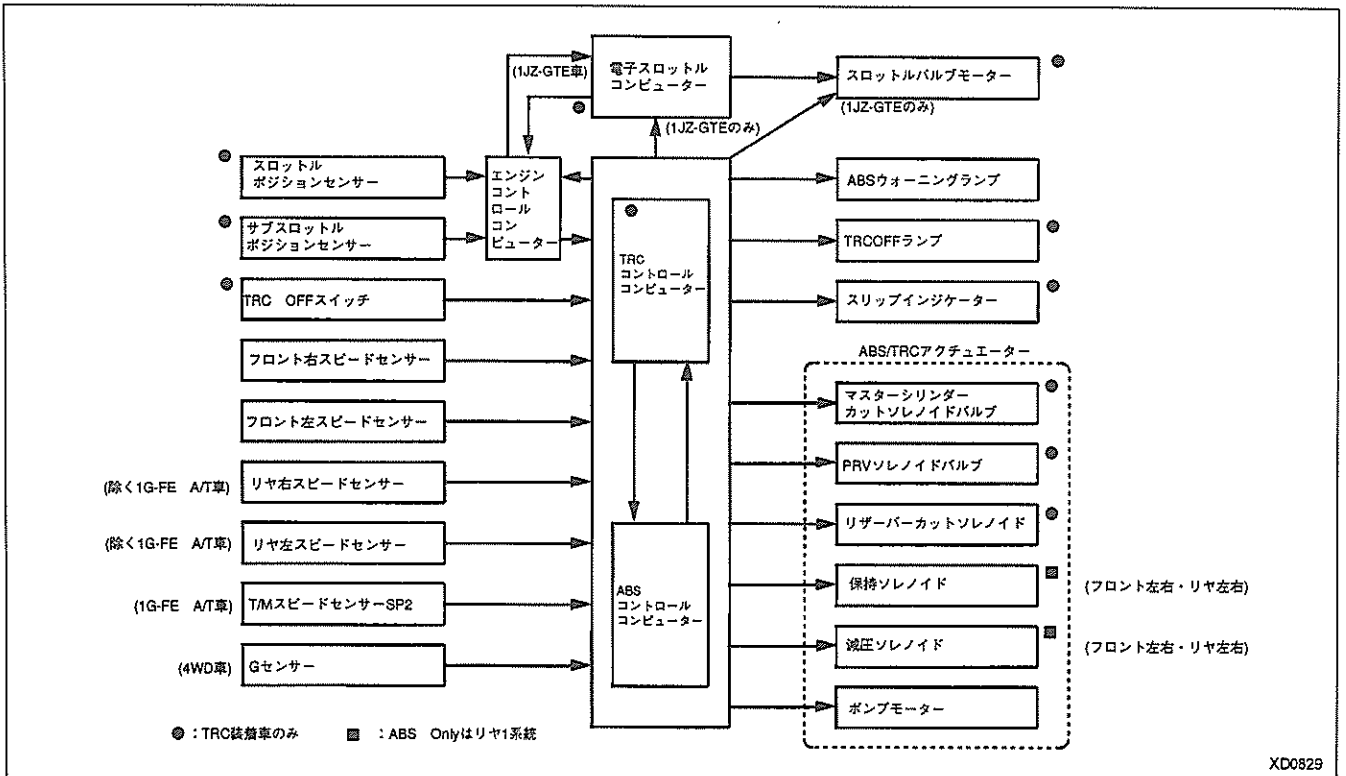 電子スロットル
コンピューター
(1JZ-GTE車)
スロットルバルブモーター
(1JZ-GTEのみ)
(1JZ-GTEのみ)
スロットル
ポジションセンサー
サブスロットル
ポジションセンサー
エンジン
コント
ロール
コン
ピューター
TRC OFFスイッチ
フロント右スピードセンサー
フロント左スピードセンサー
(除く1G-FE A/T車)
リヤ右スピードセンサー
(除く1G-FE A/T車)
リヤ左スピードセンサー
(1G-FE A/T車)
T/MスピードセンサーSP2
(4WD車)
Gセンサー
TRC
コントロール
コンピューター
ABS
コントロール
コンピューター
ABSウォーニングランプ
TRCOFFランプ
スリップインジケーター
ABS/TRCアクチュエーター
マスターシリンダー
カットソレノイドバルブ
PRVソレノイドバルブ
リザーバーカットソレノイド
保持ソレノイド
(フロント左右・リヤ左右)
減圧ソレノイド
(フロント左右・リヤ左右)
ポンプモーター
●:TRC装着車のみ ■:ABS Onlyはリヤ1系統
XD0829